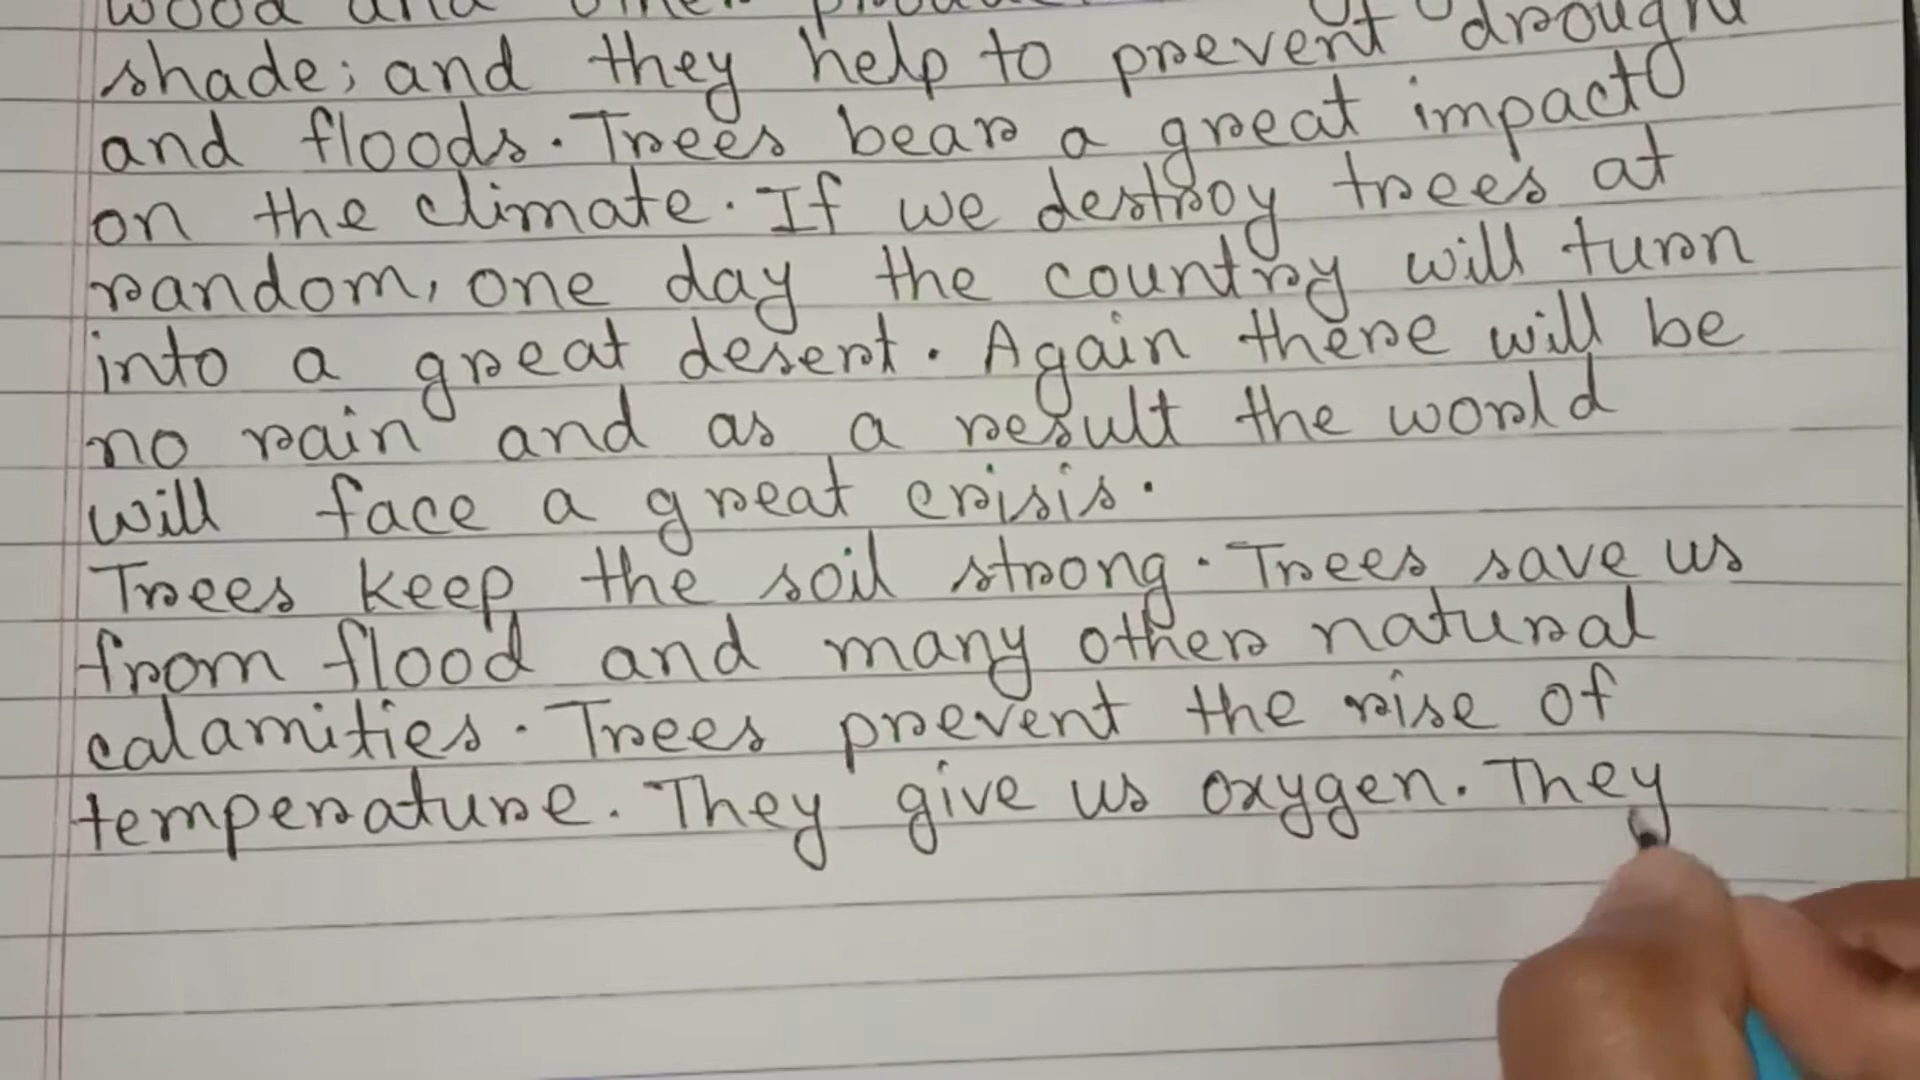 wood and other
shade; and they help to prevent drought
and floods. Trees bear a great impact
on the climate. If we destroy trees at
random, one day the country will turn
into a great desert. Again there will be
no rain and as a result the world
will face a great crisis.
Trees keep the soil strong. Trees save us
from flood and many other natural
calamities. Trees prevent the rise of
temperature. They give us oxygen. They